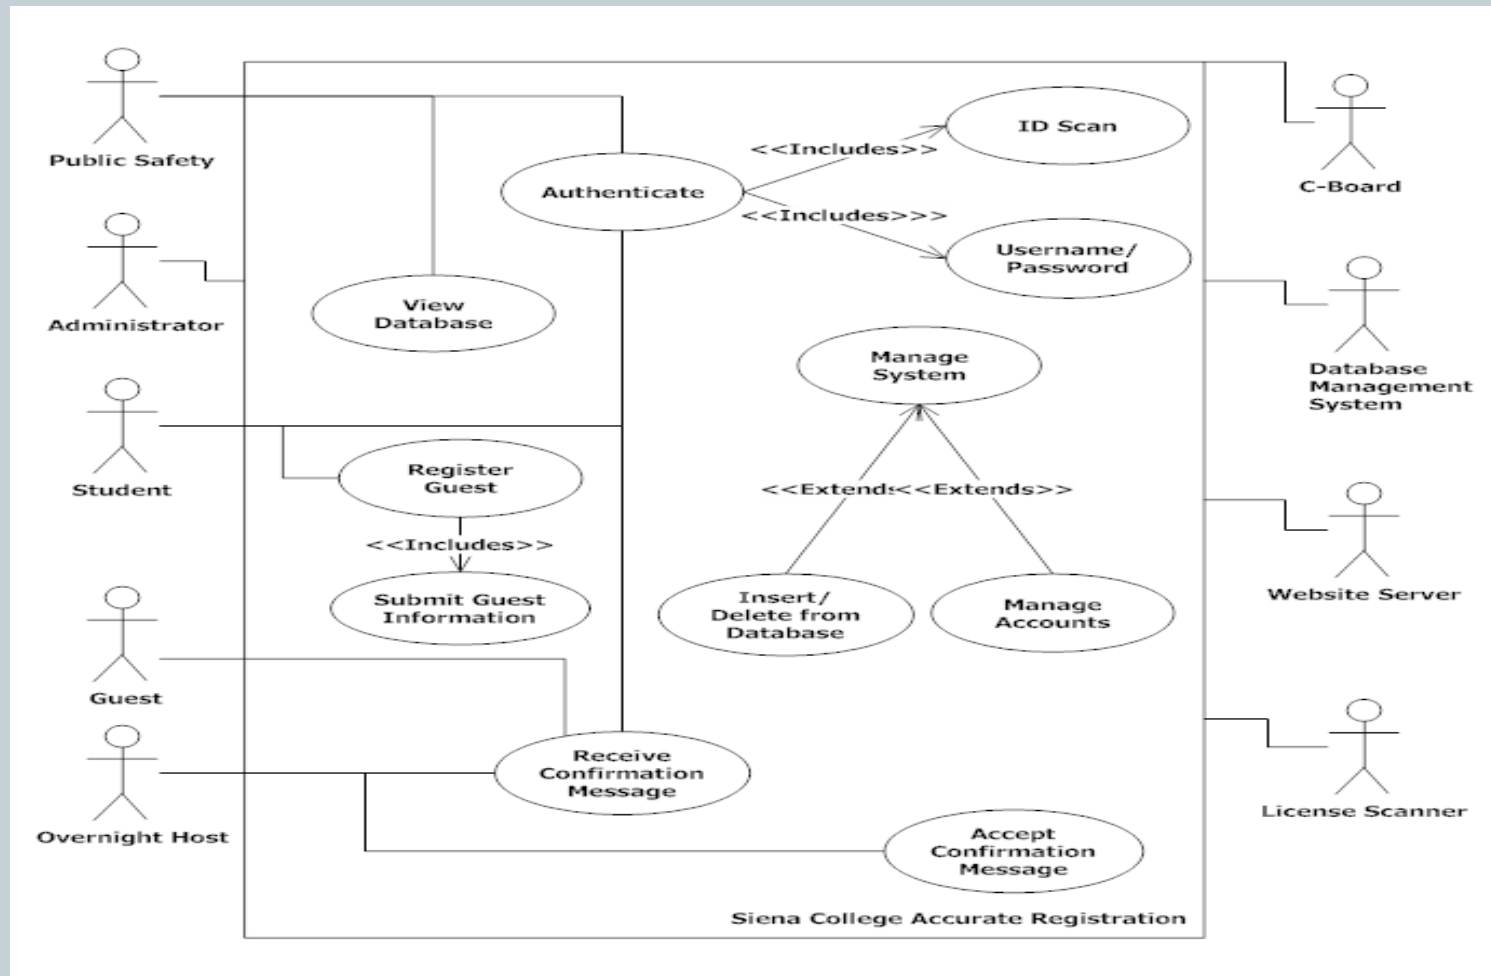 Public Safety
Administrator
Student
Guest
Overnight Host
Authenticate
<<Includes>>
ID Scan
<<Includes>>>
Username/
Password
View
Database
Manage
System
Register
Guest
<<Extends
<<Extends>>
<<Includes>>
Submit Guest
Information
Insert/
Delete from
Database
Manage
Accounts
Receive
Confirmation
Message
Accept
Confirmation
Message
Siena College Accurate Registration
C-Board
Database
Management
System
Website Server
License Scanner